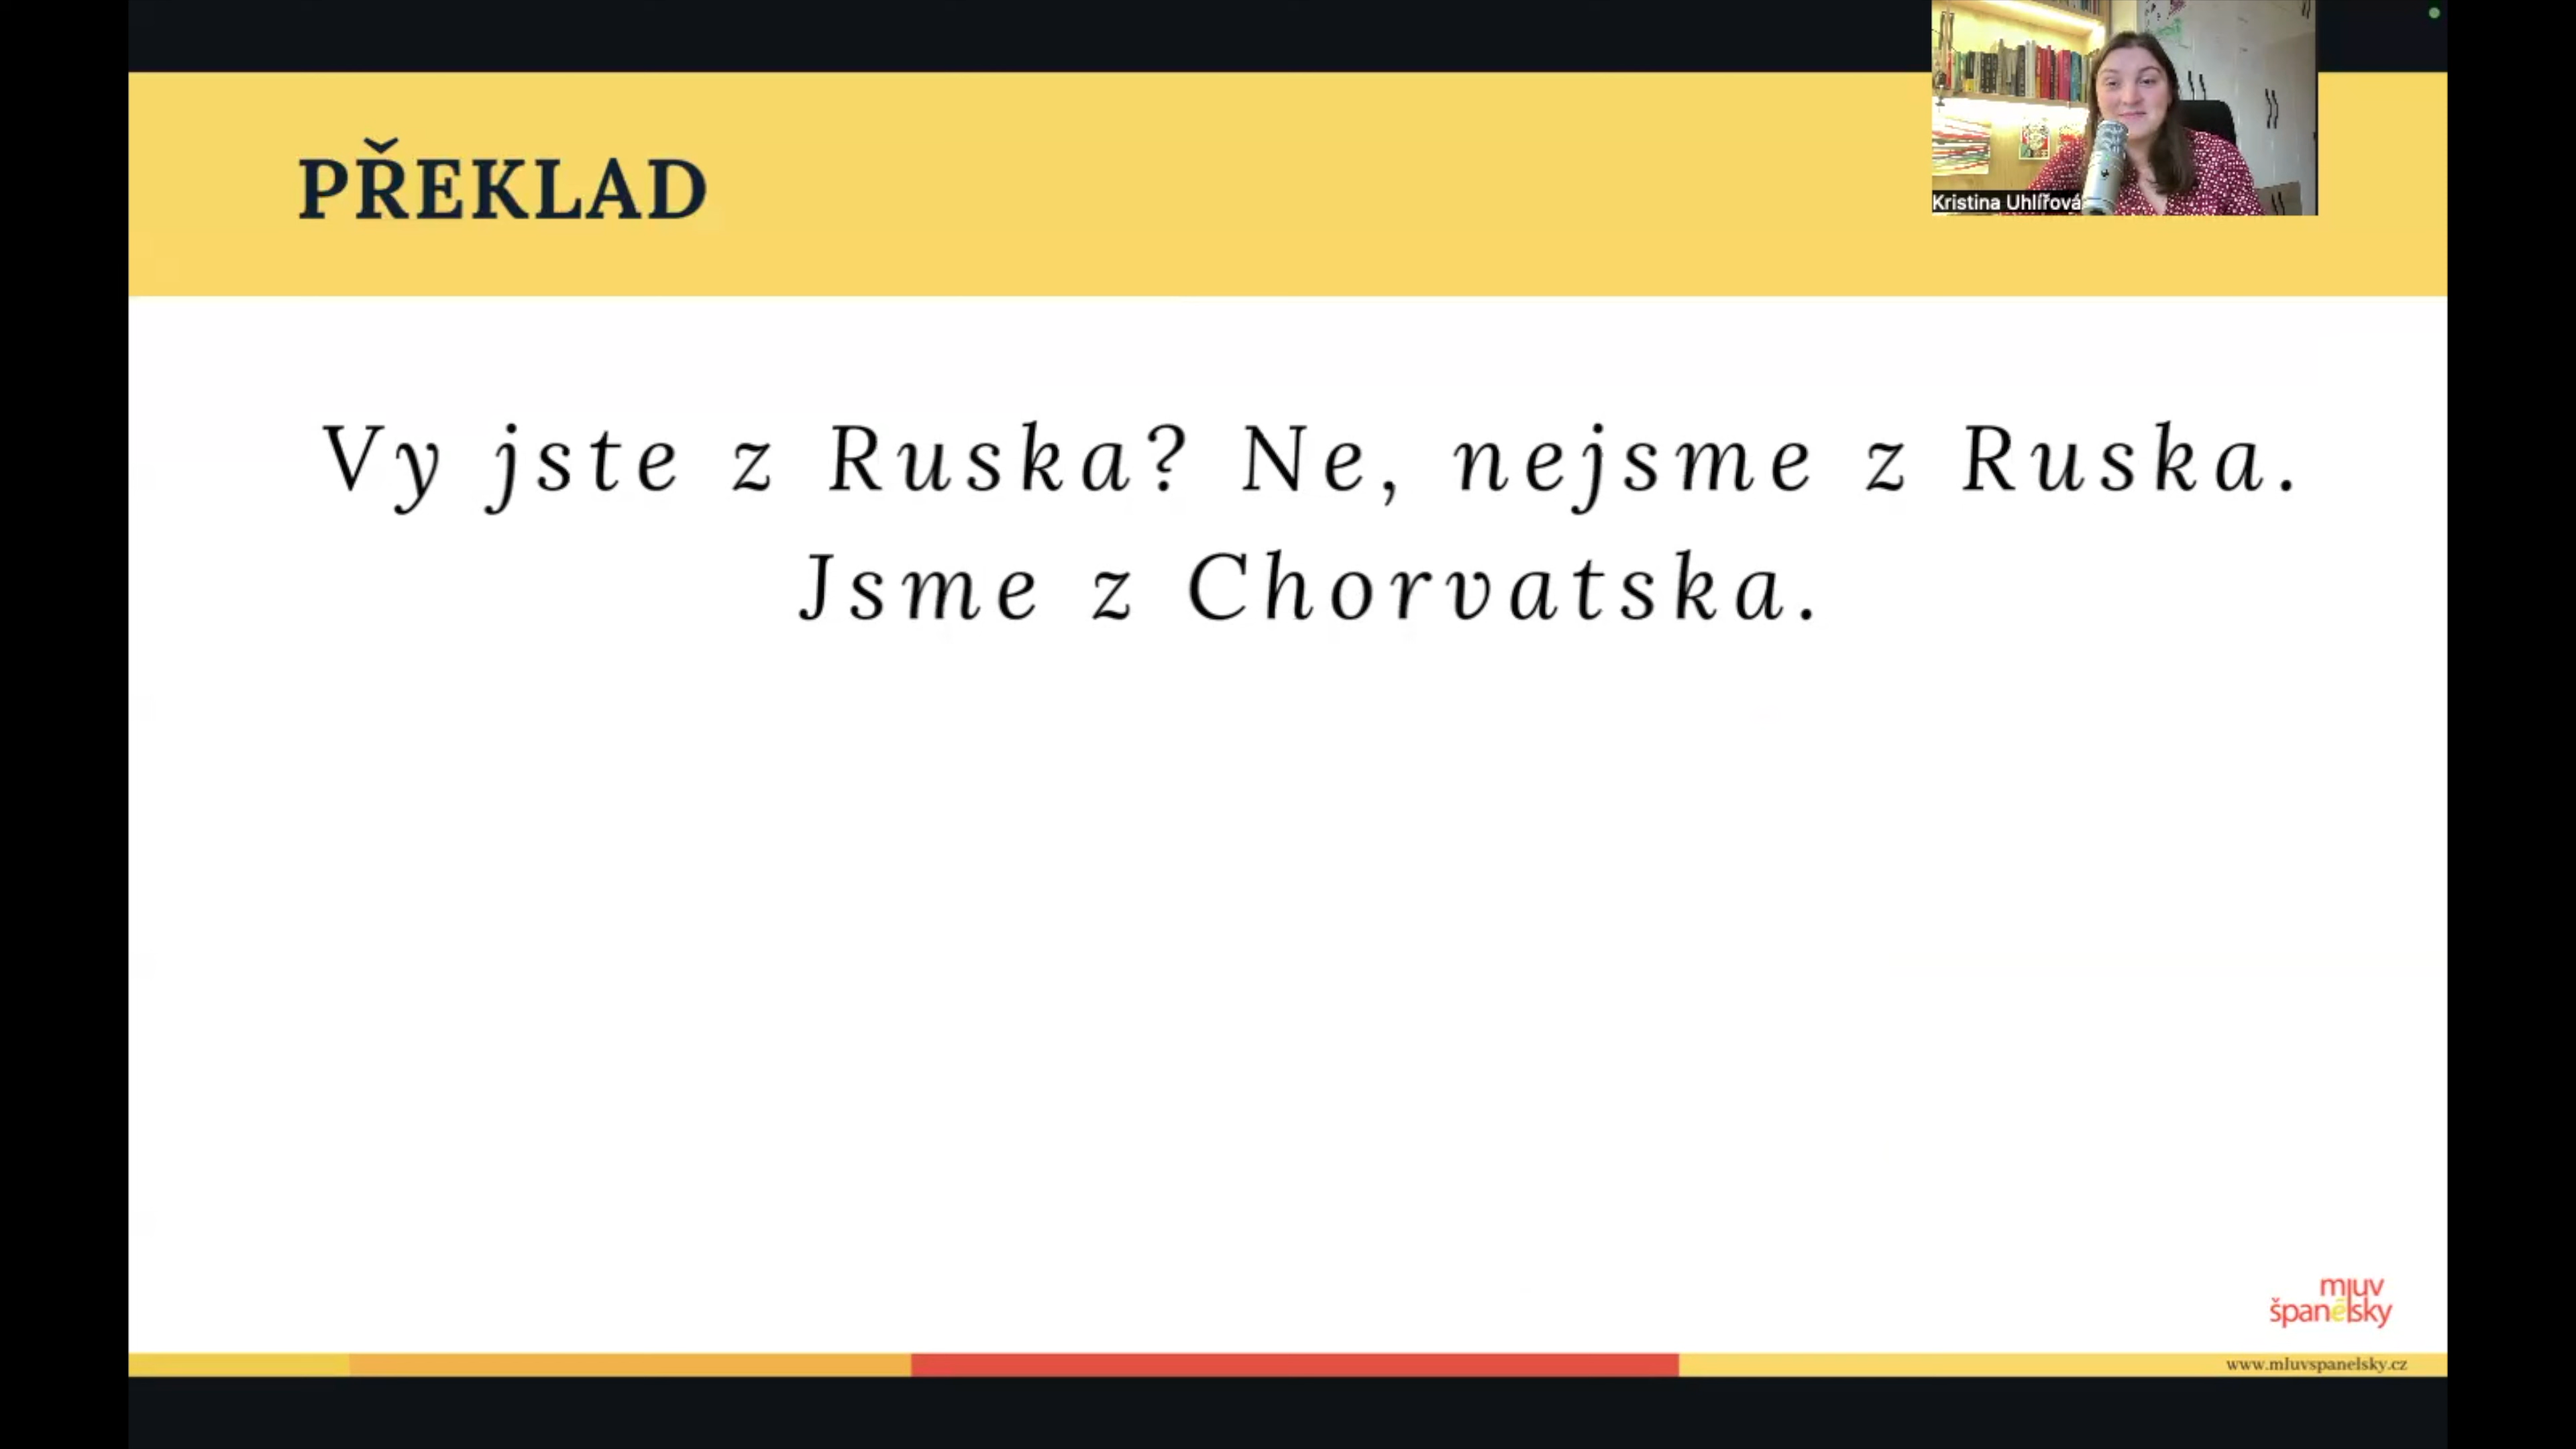 Kristina Uhlířová
PŘEKLAD
Vy jste z Ruska? Ne, nejsme z Ruska.
Jsme z Chorvatska.
mluv
španělsky
www.mluvspanelsky.cz